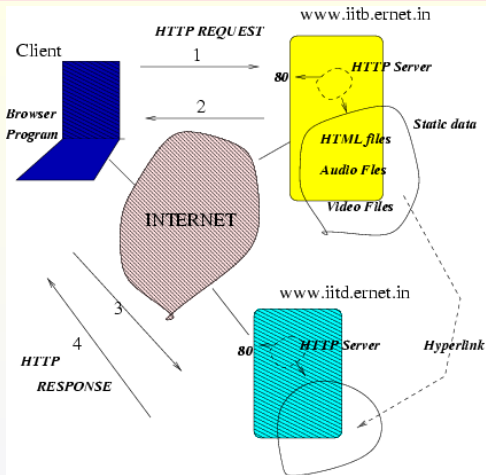 www.iitb.ernet.in
HTTP REQUEST
Client
1
HTTP Server
80
Browser
Program
2
Static data
HTML files
Audio Fles
Video Files
INTERNET
www.iitd.ernet.in
3
80
HTTP Server
Hyperlink
4
HTTP
RESPONSE